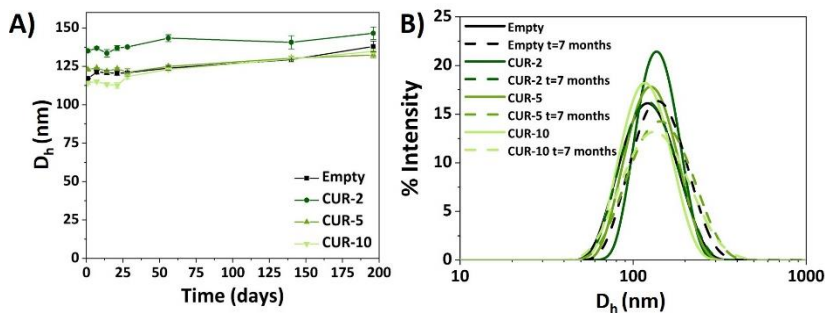 A)
150
125
100
75
50
25
0
D_h (nm)
0 25 50 75 100 125 150 175 200
Time (days)
Empty
CUR-2
CUR-5
CUR-10
B)
25
20
15
10
5
0
% Intensity
10 100 1000
D_h (nm)
Empty
Empty t=7 months
CUR-2
CUR-2 t=7 months
CUR-5
CUR-5 t=7 months
CUR-10
CUR-10 t=7 months